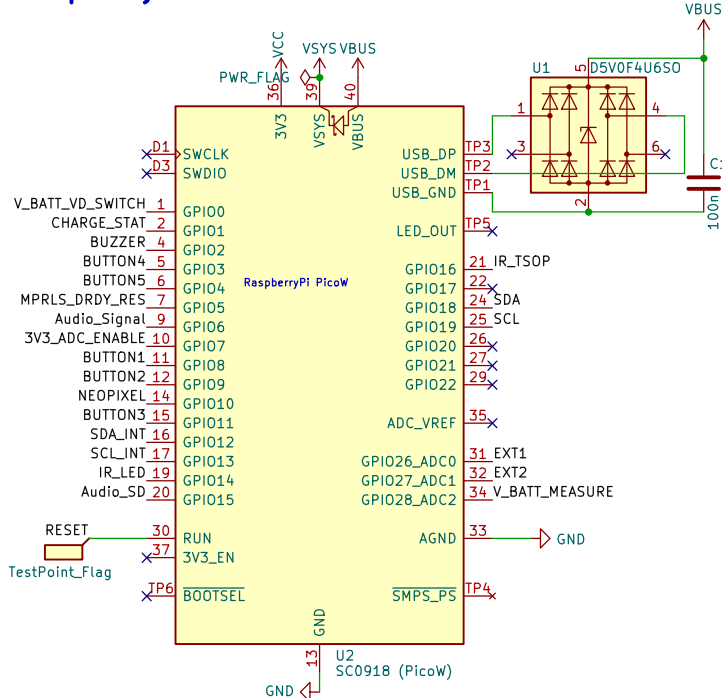 VBUS
VCC
VSYS
VBUS
PWR_FLAG
36
39
40
3V3
VSYS
VBUS
U1
D5V0F4U6SO
5
1
4
3
6
2
C1
100n
D1 SWCLK
D3 SWDIO
USB_DP TP3
USB_DM TP2
USB_GND TP1
V_BATT_VD_SWITCH 1 GPIO0
CHARGE_STAT 2 GPIO1
LED_OUT TP5
BUZZER 4 GPIO2
BUTTON4 5 GPIO3
GPIO16 21 IR_TSOP
BUTTON5 6 GPIO4
RaspberryPi PicoW
GPIO17 22
MPRLS_DRDY_RES 7 GPIO5
GPIO18 24 SDA
Audio_Signal 9 GPIO6
GPIO19 25 SCL
3V3_ADC_ENABLE 10 GPIO7
GPIO20 26
BUTTON1 11 GPIO8
GPIO21 27
BUTTON2 12 GPIO9
GPIO22 29
NEOPIXEL 14 GPIO10
BUTTON3 15 GPIO11
ADC_VREF 35
SDA_INT 16 GPIO12
SCL_INT 17 GPIO13
GPIO26_ADC0 31 EXT1
IR_LED 19 GPIO14
GPIO27_ADC1 32 EXT2
Audio_SD 20 GPIO15
GPIO28_ADC2 34 V_BATT_MEASURE
RESET
30 RUN
AGND 33 GND
37 3V3_EN
TestPoint_Flag
TP6 BOOTSEL
SMPS_PS TP4
GND
13
U2
SC0918 (PicoW)
GND